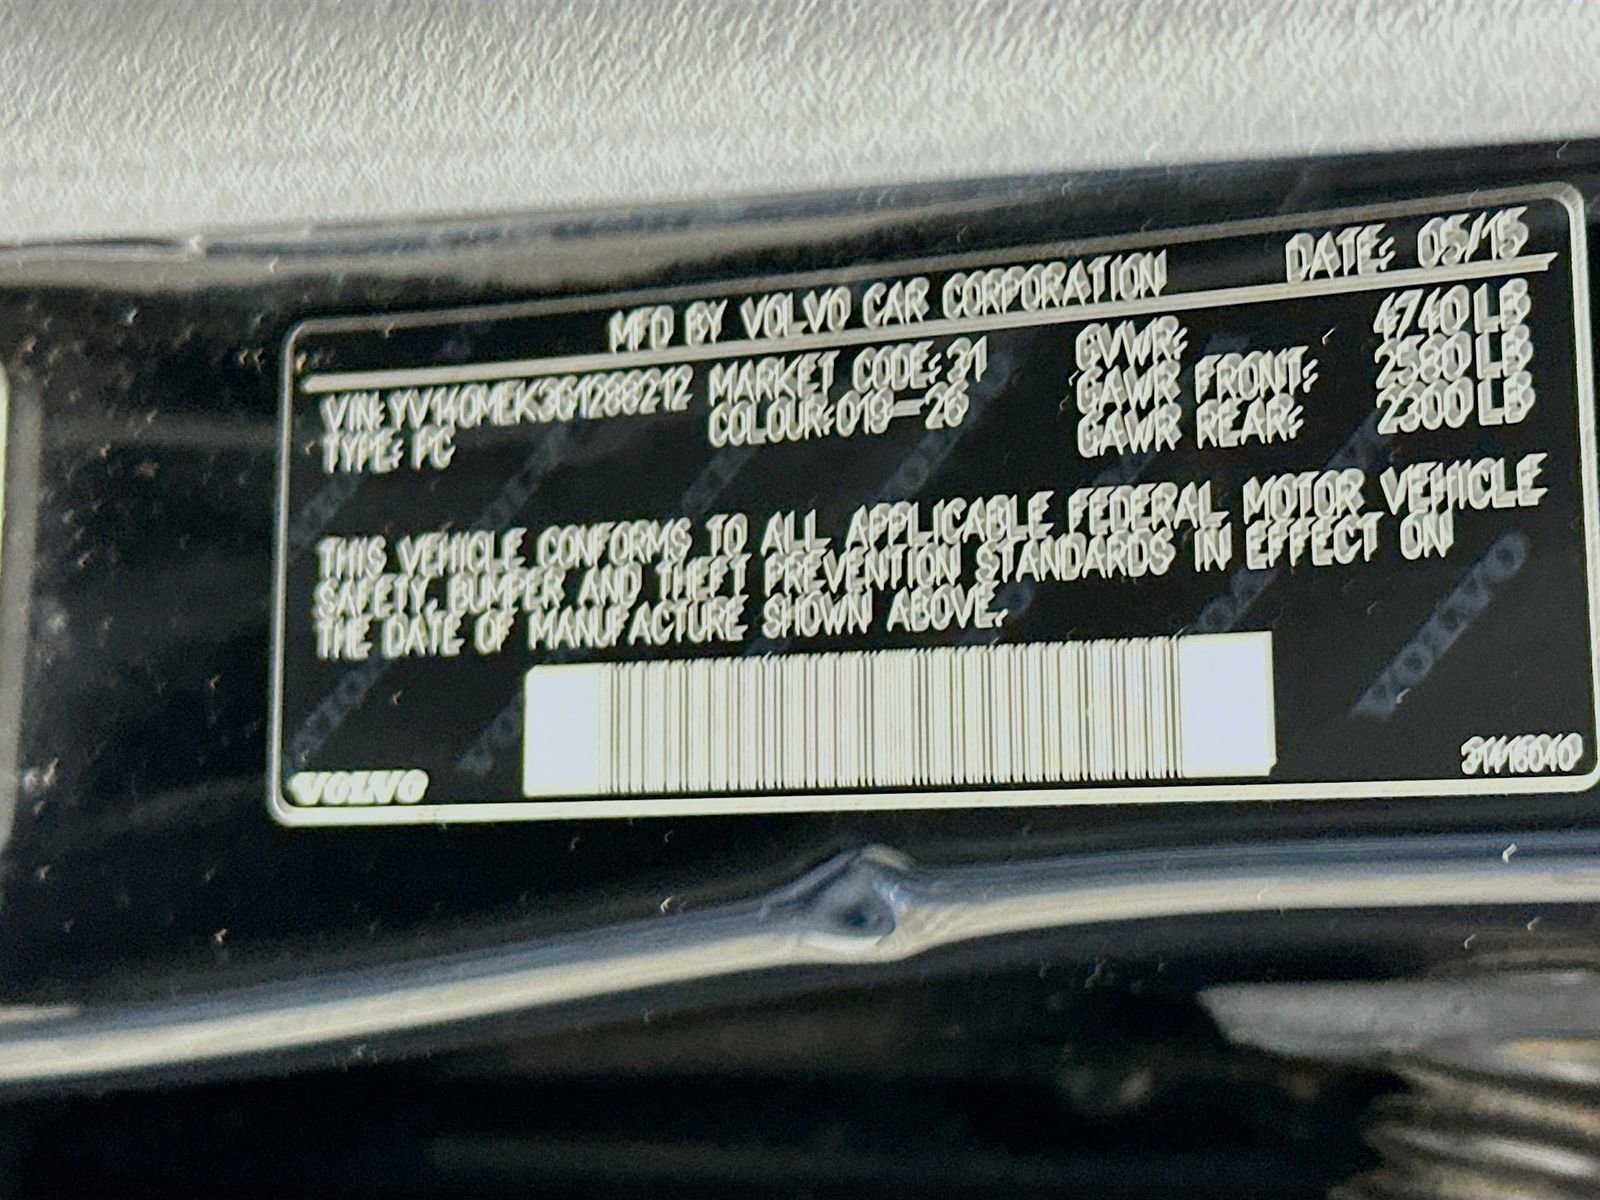 MFD BY VOLVO CAR CORPORATION DATE: 05/15
VIN: YV140MEK3G1288212 MARKET CODE: 31 GVWR: 4740 LB
TYPE: PC COLOUR: 019-26 GAWR FRONT: 2580 LB
GAWR REAR: 2300 LB
THIS VEHICLE CONFORMS TO ALL APPLICABLE FEDERAL MOTOR VEHICLE
SAFETY, BUMPER AND THEFT PREVENTION STANDARDS IN EFFECT ON
THE DATE OF MANUFACTURE SHOWN ABOVE.
VOLVO
VOLVO 31416040